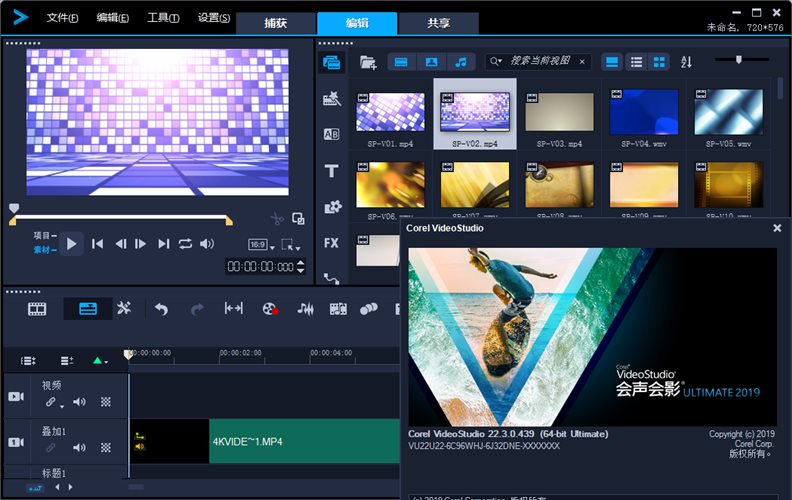 文件(F) 编辑(E) 工具(T) 设置(S) 捕获 编辑 共享
未命名, 720*576
搜索当前视图
SP-V01.mp4 SP-V02.mp4 SP-V03.mp4 SP-V04.wmv SP-V05.wmv
SP-V06.wmv SP-V07.wmv SP-V08.wmv SP-V09.wmv SP-V10.wmv
项目
素材
16:9
00:00:00:000
FX
Corel VideoStudio
Corel
VideoStudio
会声会影 ULTIMATE 2019
Corel VideoStudio 22.3.0.439 (64-bit Ultimate)
VU22U22-6C96WHJ-6J32DNE-XXXXXXX
Copyright (c) 2019
Corel Corp.
版权所有。
(c) 2019 Corel Corporation 版权所有
00:00:00:00 00:00:02:00 00:00:04:00
视频
叠加1
4KVIDE~1.MP4
标题1